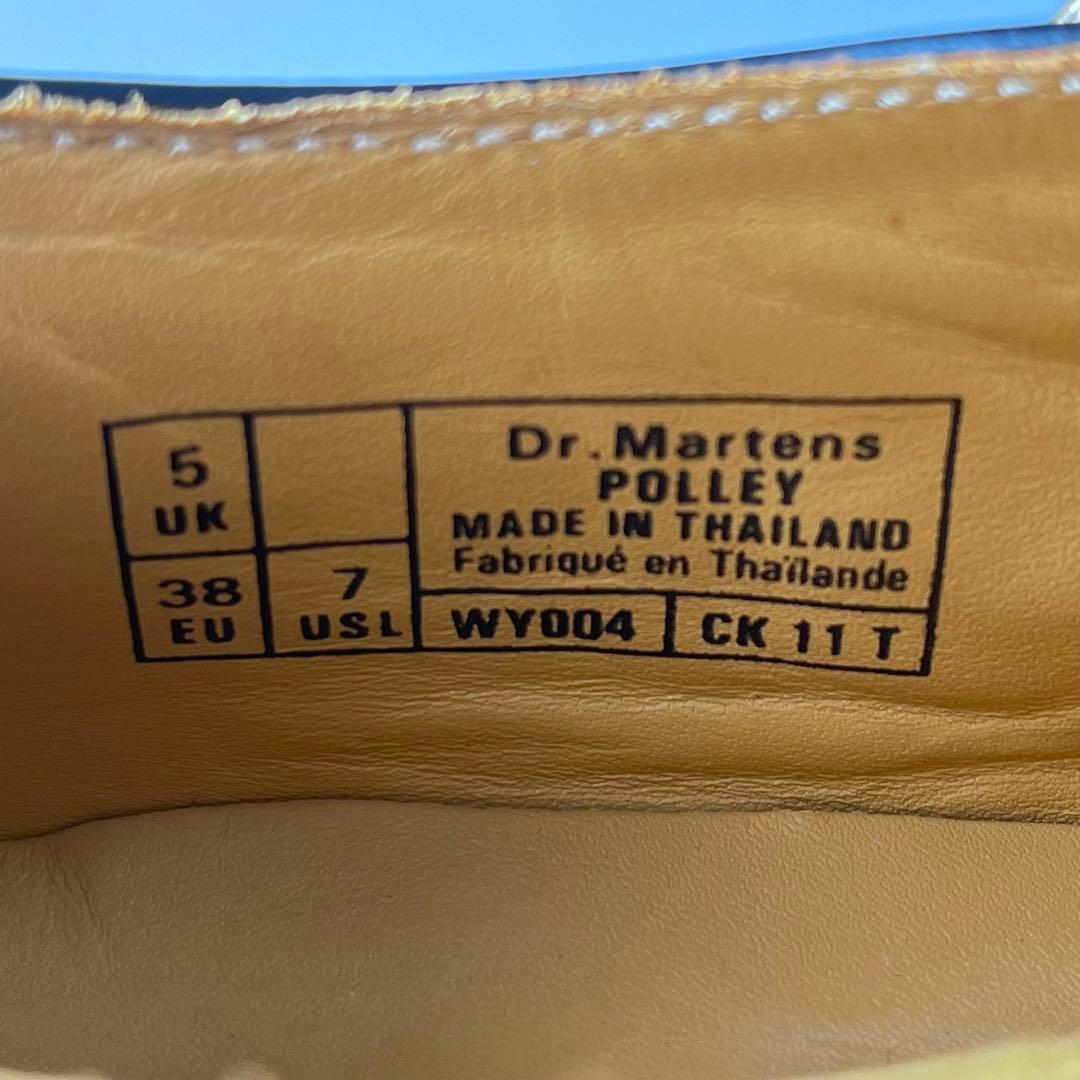 5
UK
38
EU
7
USL
Dr. Martens
POLLEY
MADE IN THAILAND
Fabriqué en Thaïlande
WY004
CK 11 T